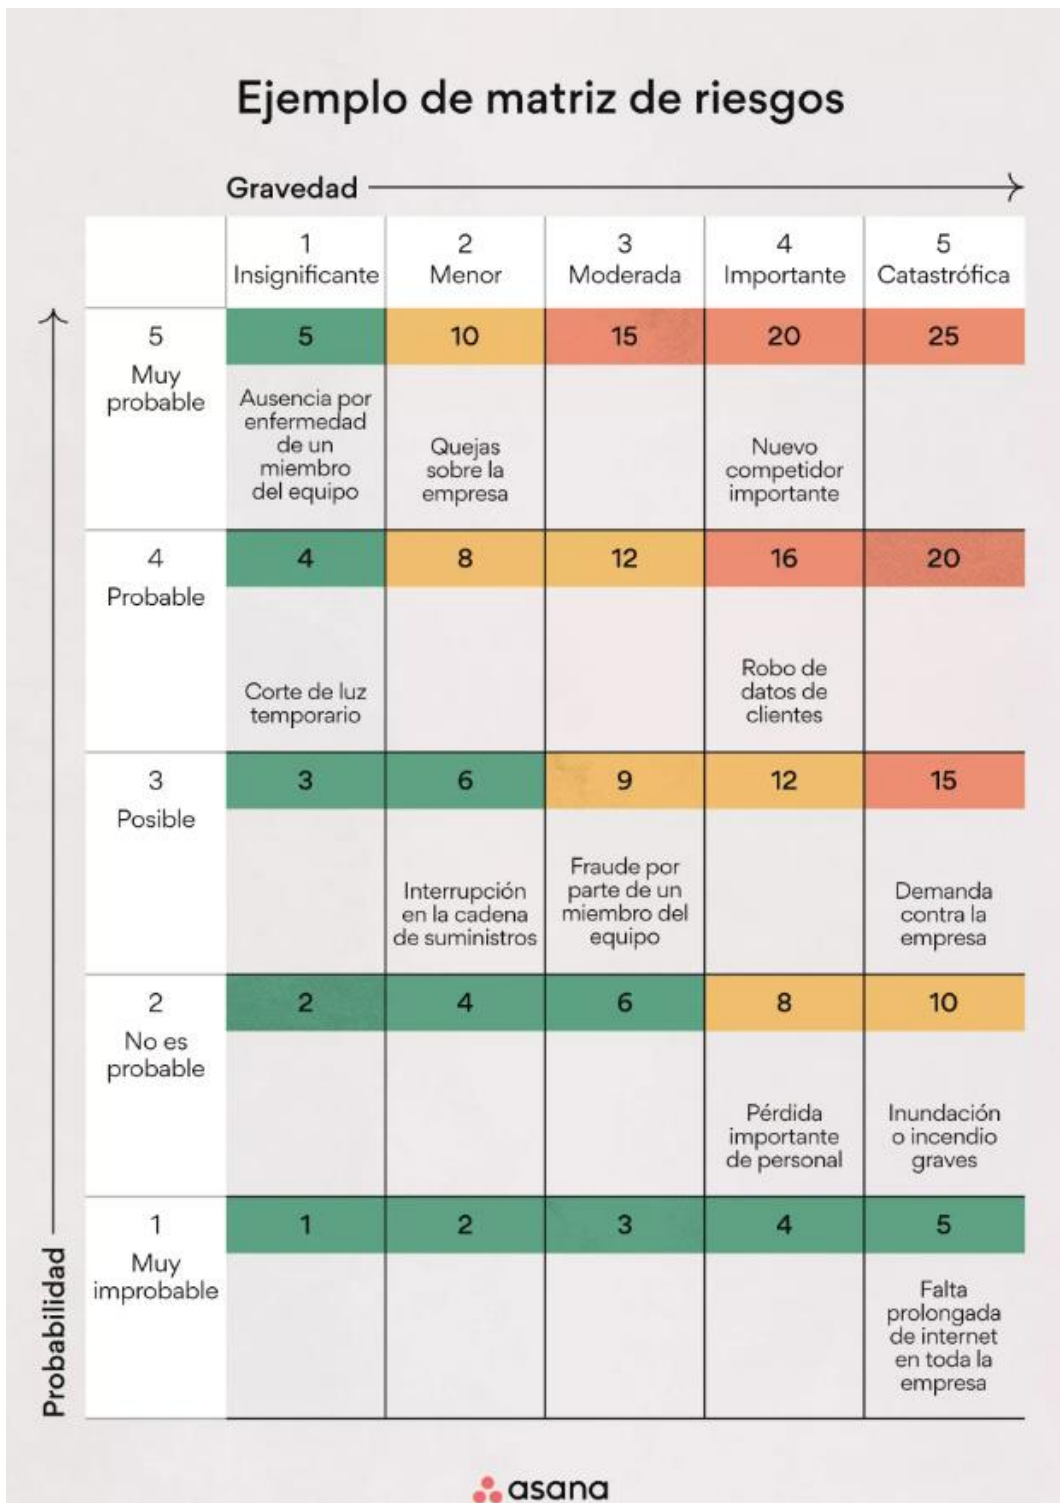 Ejemplo de matriz de riesgos
Gravedad
1
Insignificante
2
Menor
3
Moderada
4
Importante
5
Catastrófica
5
Muy
probable
5
Ausencia por
enfermedad
de un
miembro
del equipo
10
Quejas
sobre la
empresa
15
20
Nuevo
competidor
importante
25
4
Probable
4
Corte de luz
temporario
8
12
16
Robo de
datos de
clientes
20
3
Posible
3
6
Interrupción
en la cadena
de suministros
9
Fraude por
parte de un
miembro del
equipo
12
15
Demanda
contra la
empresa
2
No es
probable
2
4
6
8
Pérdida
importante
de personal
10
Inundación
o incendio
graves
1
Muy
improbable
1
2
3
4
5
Falta
prolongada
de internet
en toda la
empresa
Probabilidad
asana